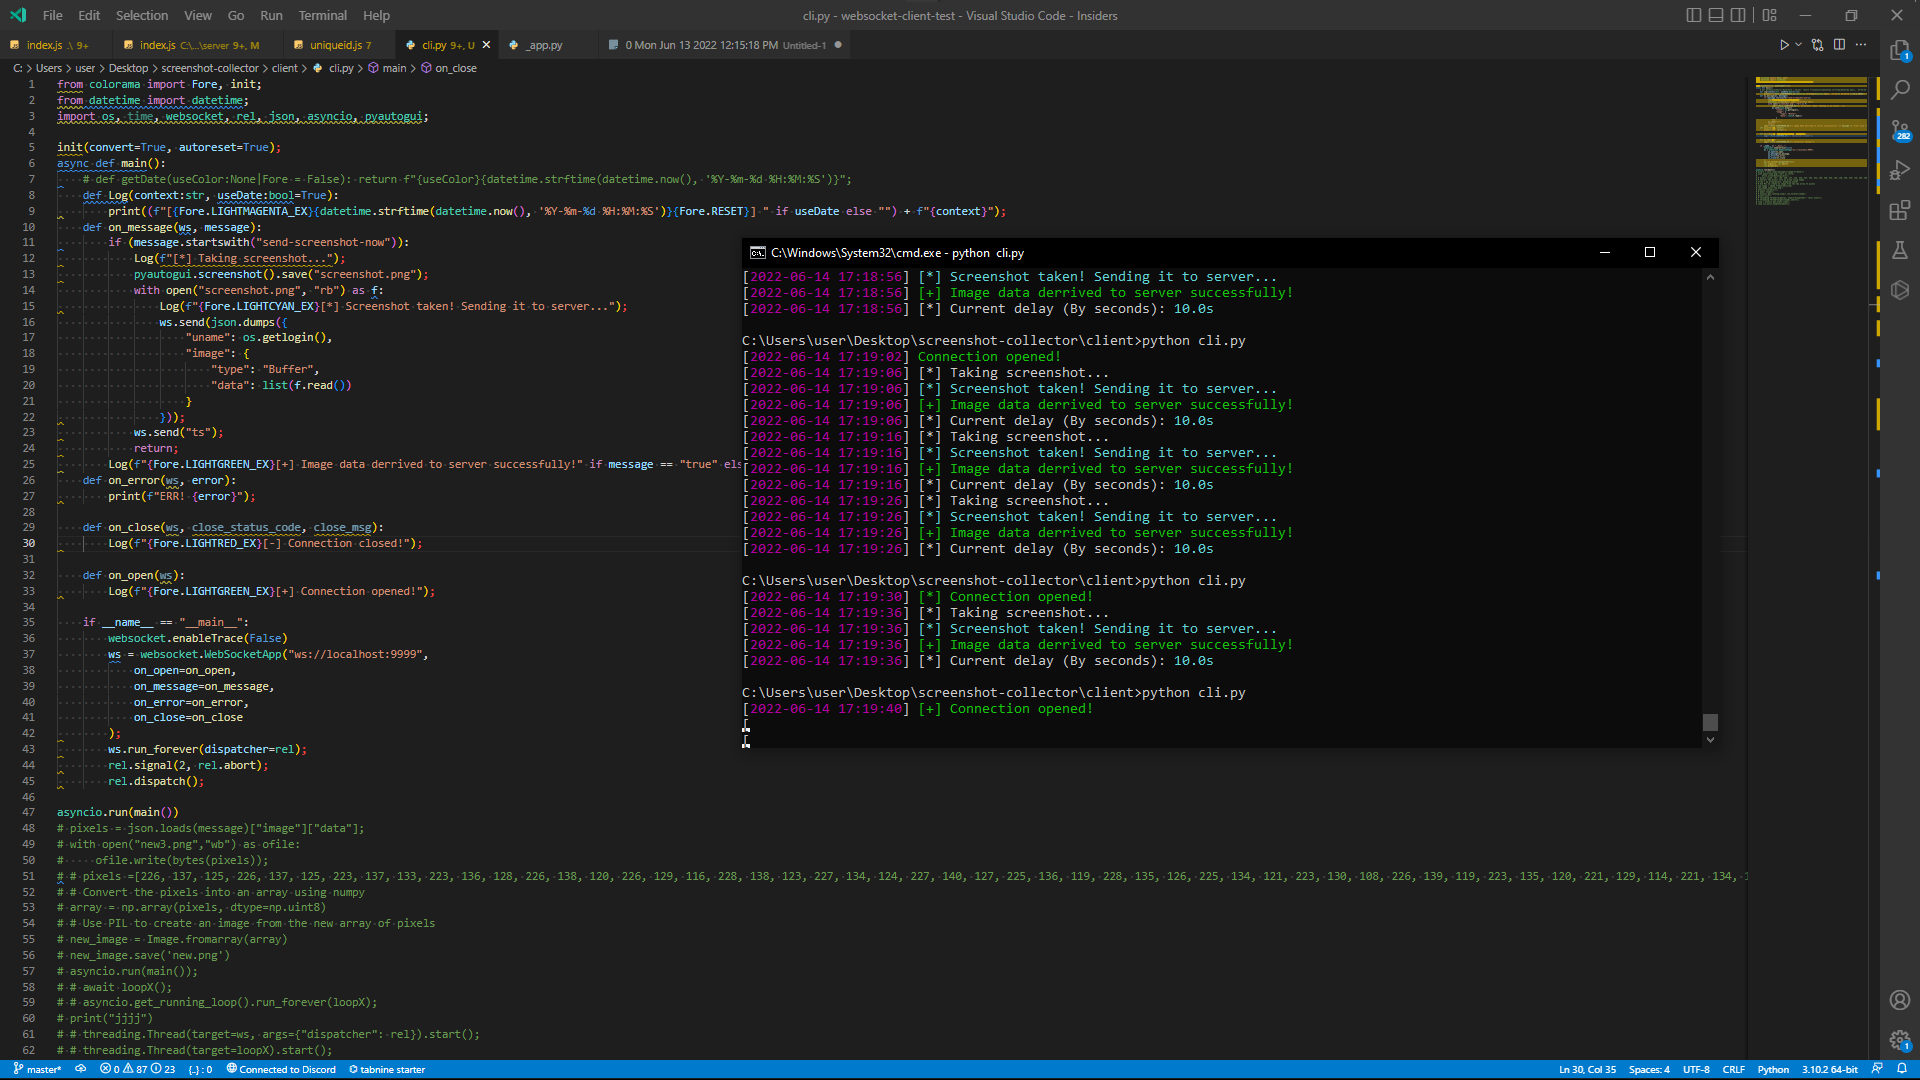 File Edit Selection View Go Run Terminal Help
cli.py - websocket-client-test - Visual Studio Code - Insiders
index.js .\ 9+
index.js C:\...\server 9+, M
uniqueid.js 7
cli.py 9+, U
_app.py
0 Mon Jun 13 2022 12:15:18 PM Untitled-1
C: > Users > user > Desktop > screenshot-collector > client > cli.py > main > on_close
1 from colorama import Fore, init;
2 from datetime import datetime;
3 import os, time, websocket, rel, json, asyncio, pyautogui;
4
5 init(convert=True, autoreset=True);
6 async def main():
7 # def getDate(useColor:None|Fore = False): return f"{useColor}{datetime.strftime(datetime.now(), '%Y-%m-%d %H:%M:%S')}";
8 def Log(context:str, useDate:bool=True):
9 print((f"[{Fore.LIGHTMAGENTA_EX}{datetime.strftime(datetime.now(), '%Y-%m-%d %H:%M:%S')}{Fore.RESET}] " if useDate else "") + f"{context}");
10 def on_message(ws, message):
11 if (message.startswith("send-screenshot-now")):
12 Log(f"[*] Taking screenshot...");
13 pyautogui.screenshot().save("screenshot.png");
14 with open("screenshot.png", "rb") as f:
15 Log(f"{Fore.LIGHTCYAN_EX}[*] Screenshot taken! Sending it to server...");
16 ws.send(json.dumps({
17 "uname": os.getlogin(),
18 "image": {
19 "type": "Buffer",
20 "data": list(f.read())
21 }
22 }));
23 ws.send("ts");
24 return;
25 Log(f"{Fore.LIGHTGREEN_EX}[+] Image data derrived to server successfully!" if message == "true" els
26 def on_error(ws, error):
27 print(f"ERR! {error}");
28
29 def on_close(ws, close_status_code, close_msg):
30 Log(f"{Fore.LIGHTRED_EX}[-] Connection closed!");
31
32 def on_open(ws):
33 Log(f"{Fore.LIGHTGREEN_EX}[+] Connection opened!");
34
35 if __name__ == "__main__":
36 websocket.enableTrace(False)
37 ws = websocket.WebSocketApp("ws://localhost:9999",
38 on_open=on_open,
39 on_message=on_message,
40 on_error=on_error,
41 on_close=on_close
42 );
43 ws.run_forever(dispatcher=rel);
44 rel.signal(2, rel.abort);
45 rel.dispatch();
46
47 asyncio.run(main())
48 # pixels = json.loads(message)["image"]["data"];
49 # with open("new3.png","wb") as ofile:
50 # ofile.write(bytes(pixels));
51 # # pixels =[226, 137, 125, 226, 137, 125, 223, 137, 133, 223, 136, 128, 226, 138, 120, 226, 129, 116, 228, 138, 123, 227, 134, 124, 227, 140, 127, 225, 136, 119, 228, 135, 126, 225, 134, 121, 223, 130, 108, 226, 139, 119, 223, 135, 120, 221, 129, 114, 221, 134, 1
52 # # Convert the pixels into an array using numpy
53 # array = np.array(pixels, dtype=np.uint8)
54 # # Use PIL to create an image from the new array of pixels
55 # new_image = Image.fromarray(array)
56 # new_image.save('new.png')
57 # asyncio.run(main());
58 # # await loopX();
59 # # asyncio.get_running_loop().run_forever(loopX);
60 # print("jjjj")
61 # # threading.Thread(target=ws, args={"dispatcher": rel}).start();
62 # # threading.Thread(target=loopX).start();
C:\Windows\System32\cmd.exe - python cli.py
[2022-06-14 17:18:56] [*] Screenshot taken! Sending it to server...
[2022-06-14 17:18:56] [+] Image data derrived to server successfully!
[2022-06-14 17:18:56] [*] Current delay (By seconds): 10.0s
C:\Users\user\Desktop\screenshot-collector\client>python cli.py
[2022-06-14 17:19:02] Connection opened!
[2022-06-14 17:19:06] [*] Taking screenshot...
[2022-06-14 17:19:06] [*] Screenshot taken! Sending it to server...
[2022-06-14 17:19:06] [+] Image data derrived to server successfully!
[2022-06-14 17:19:06] [*] Current delay (By seconds): 10.0s
[2022-06-14 17:19:16] [*] Taking screenshot...
[2022-06-14 17:19:16] [*] Screenshot taken! Sending it to server...
[2022-06-14 17:19:16] [+] Image data derrived to server successfully!
[2022-06-14 17:19:16] [*] Current delay (By seconds): 10.0s
[2022-06-14 17:19:26] [*] Taking screenshot...
[2022-06-14 17:19:26] [*] Screenshot taken! Sending it to server...
[2022-06-14 17:19:26] [+] Image data derrived to server successfully!
[2022-06-14 17:19:26] [*] Current delay (By seconds): 10.0s
C:\Users\user\Desktop\screenshot-collector\client>python cli.py
[2022-06-14 17:19:30] [*] Connection opened!
[2022-06-14 17:19:36] [*] Taking screenshot...
[2022-06-14 17:19:36] [*] Screenshot taken! Sending it to server...
[2022-06-14 17:19:36] [+] Image data derrived to server successfully!
[2022-06-14 17:19:36] [*] Current delay (By seconds): 10.0s
C:\Users\user\Desktop\screenshot-collector\client>python cli.py
[2022-06-14 17:19:40] [+] Connection opened!
[
[
1
282
1
master* 0 87 23 {..} : 0 Connected to Discord tabnine starter
Ln 30, Col 35 Spaces: 4 UTF-8 CRLF Python 3.10.2 64-bit